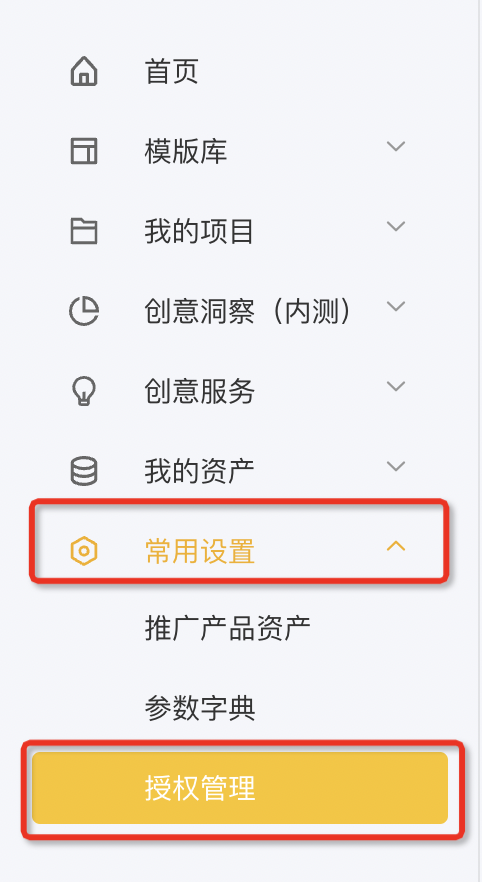 首页
模版库
我的项目
创意洞察（内测）
创意服务
我的资产
常用设置
推广产品资产
参数字典
授权管理